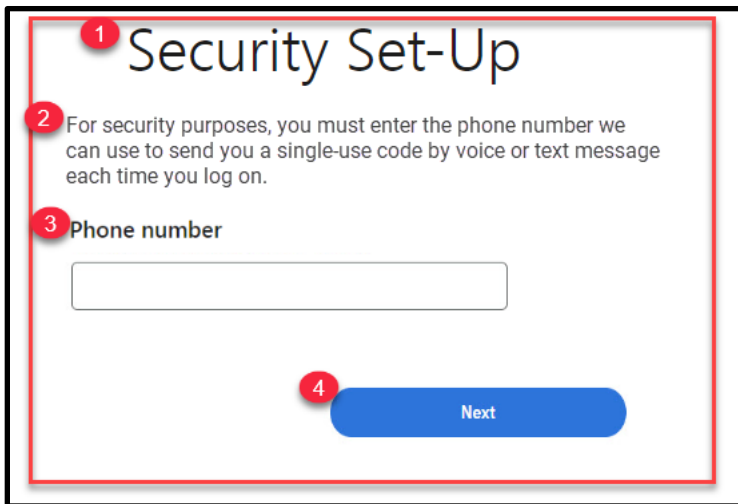 1 Security Set-Up
2 For security purposes, you must enter the phone number we
can use to send you a single-use code by voice or text message
each time you log on.
3 Phone number
4 Next